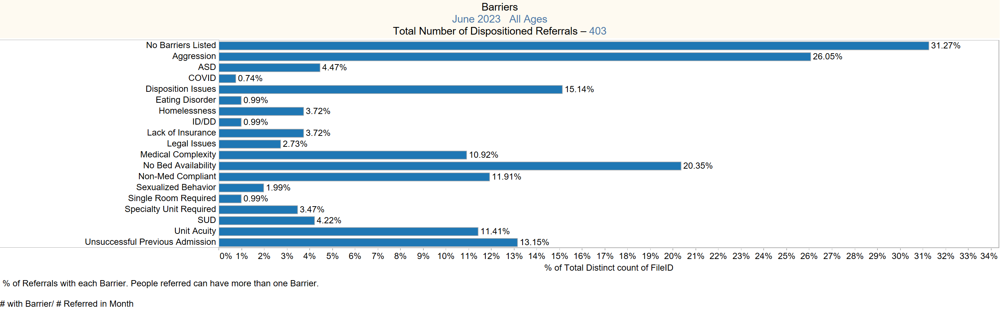 Barriers
June 2023 All Ages
Total Number of Dispositioned Referrals – 403
No Barriers Listed 31.27%
Aggression 26.05%
ASD 4.47%
COVID 0.74%
Disposition Issues 15.14%
Eating Disorder 0.99%
Homelessness 3.72%
ID/DD 0.99%
Lack of Insurance 3.72%
Legal Issues 2.73%
Medical Complexity 10.92%
No Bed Availability 20.35%
Non-Med Compliant 11.91%
Sexualized Behavior 1.99%
Single Room Required 0.99%
Specialty Unit Required 3.47%
SUD 4.22%
Unit Acuity 11.41%
Unsuccessful Previous Admission 13.15%
0% 1% 2% 3% 4% 5% 6% 7% 8% 9% 10% 11% 12% 13% 14% 15% 16% 17% 18% 19% 20% 21% 22% 23% 24% 25% 26% 27% 28% 29% 30% 31% 32% 33% 34%
% of Total Distinct count of FileID
% of Referrals with each Barrier. People referred can have more than one Barrier.
# with Barrier/ # Referred in Month